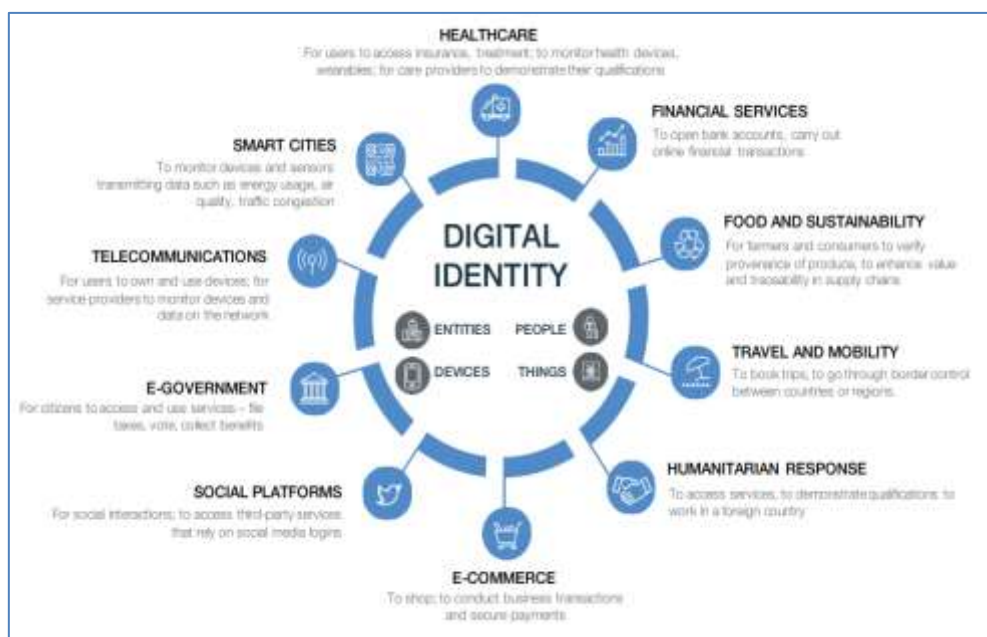 HEALTHCARE
For users to access insurance, treatment; to monitor health devices,
wearables; for care providers to demonstrate their qualifications
FINANCIAL SERVICES
To open bank accounts, carry out
online financial transactions
FOOD AND SUSTAINABILITY
For farmers and consumers to verify
provenance of produce, to enhance value
and traceability in supply chains
TRAVEL AND MOBILITY
To book trips, to go through border control
between countries or regions
HUMANITARIAN RESPONSE
To access services, to demonstrate qualifications to
work in a foreign country
E-COMMERCE
To shop; to conduct business transactions
and secure payments
SOCIAL PLATFORMS
For social interactions; to access third-party services
that rely on social media logins
E-GOVERNMENT
For citizens to access and use services – file
taxes, vote, collect benefits
TELECOMMUNICATIONS
For users to own and use devices; for
service providers to monitor devices and
data on the network
SMART CITIES
To monitor devices and sensors
transmitting data such as energy usage, air
quality, traffic congestion
DIGITAL
IDENTITY
ENTITIES
PEOPLE
DEVICES
THINGS